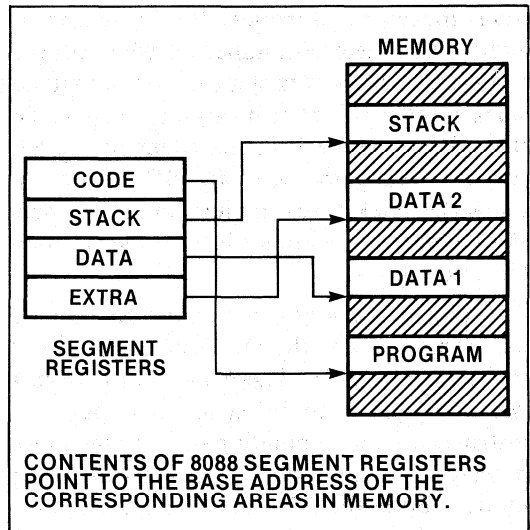 MEMORY
STACK
DATA 2
DATA 1
PROGRAM
CODE
STACK
DATA
EXTRA
SEGMENT
REGISTERS
CONTENTS OF 8088 SEGMENT REGISTERS
POINT TO THE BASE ADDRESS OF THE
CORRESPONDING AREAS IN MEMORY.